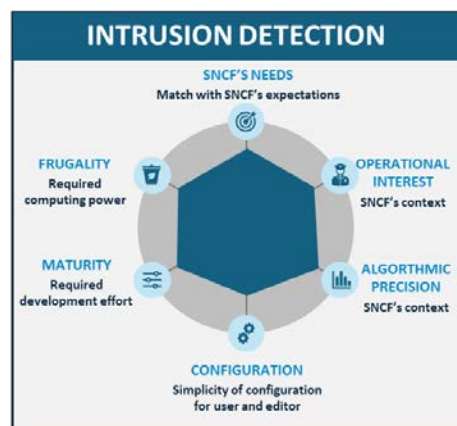 INTRUSION DETECTION
SNCF'S NEEDS
Match with SNCF's expectations
FRUGALITY
Required
computing power
OPERATIONAL
INTEREST
SNCF's context
MATURITY
Required
development effort
ALGORTHMIC
PRECISION
SNCF's context
CONFIGURATION
Simplicity of configuration
for user and editor